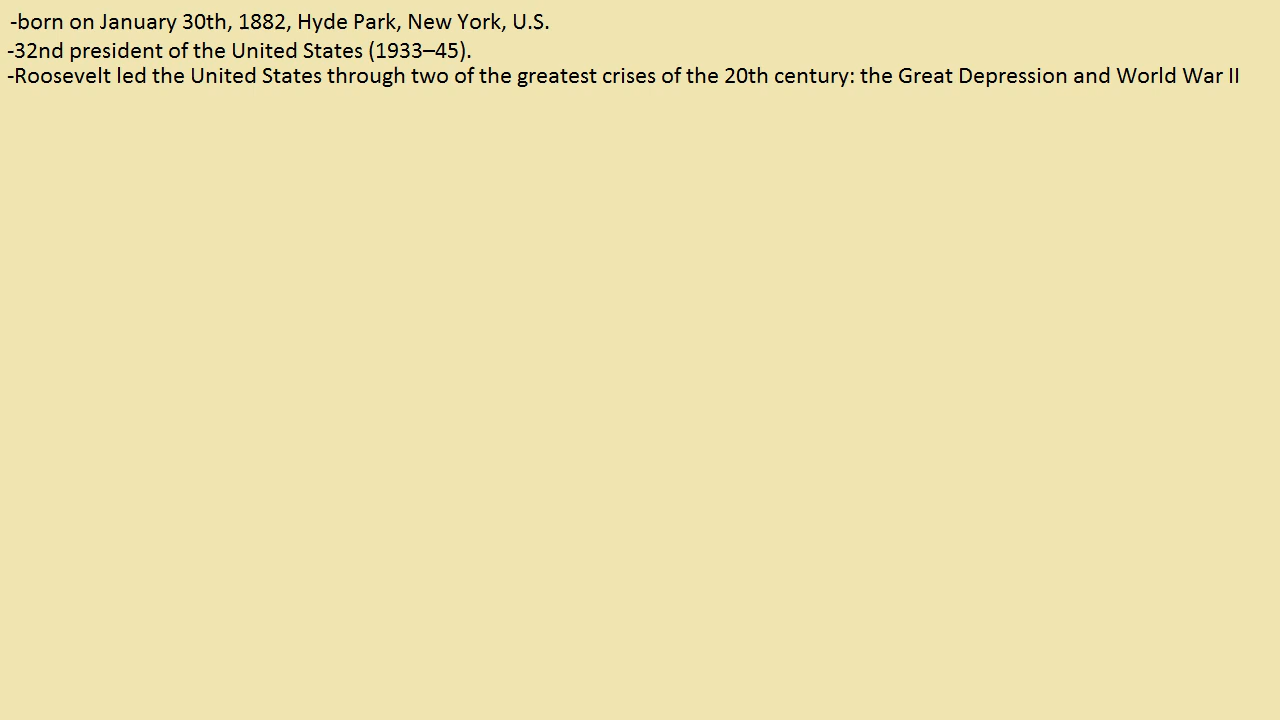 -born on January 30th, 1882, Hyde Park, New York, U.S.
-32nd president of the United States (1933–45).
-Roosevelt led the United States through two of the greatest crises of the 20th century: the Great Depression and World War II